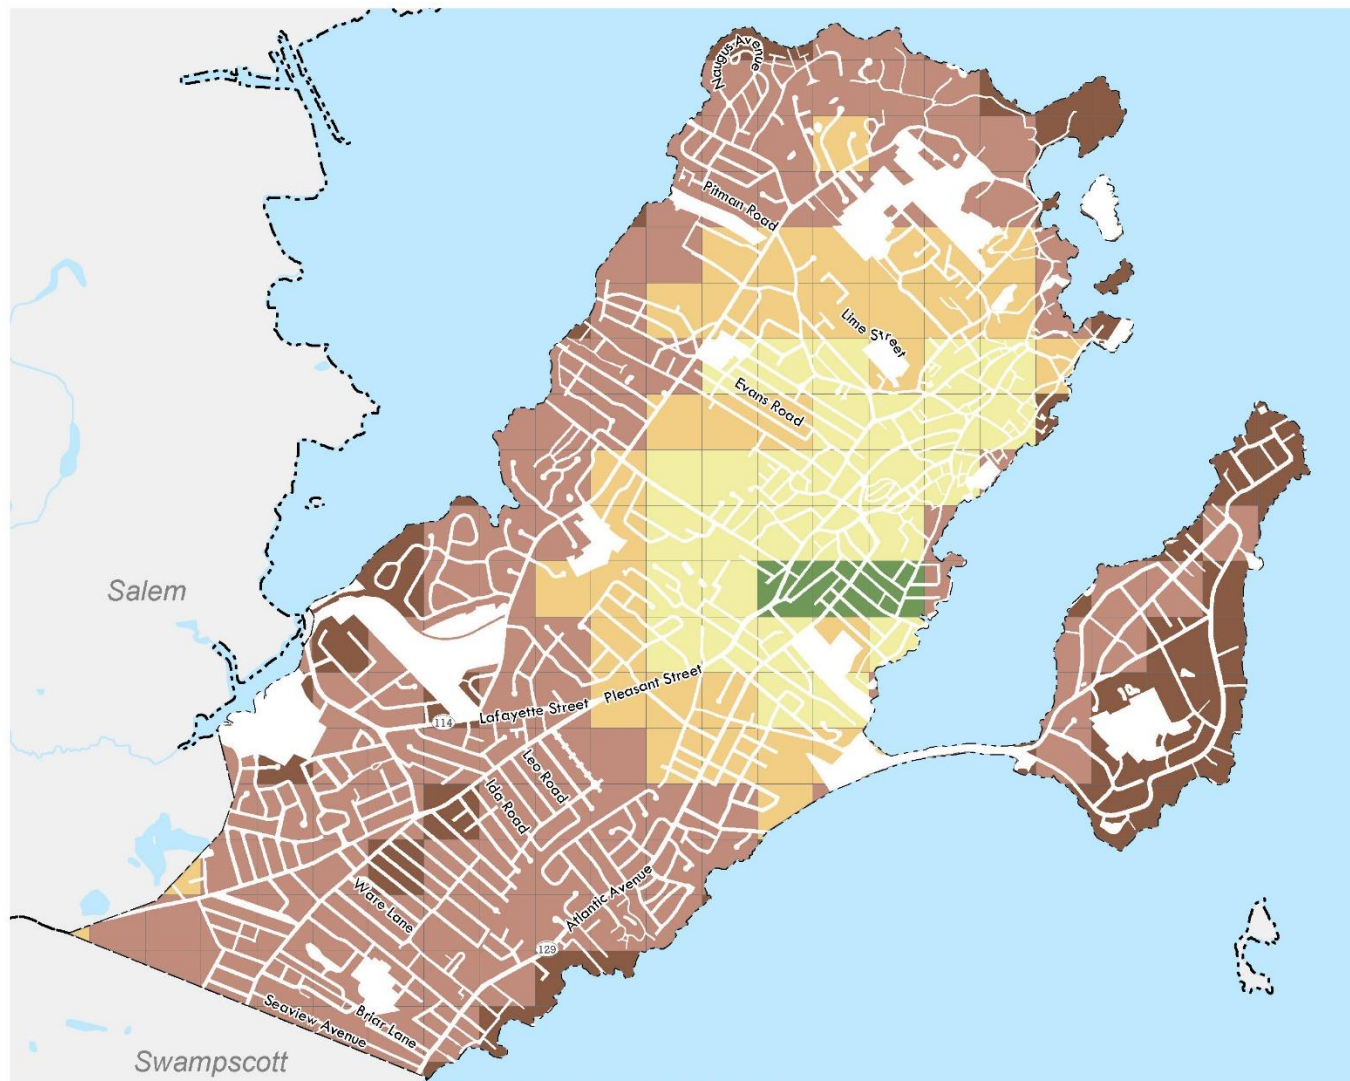 Naugus Avenue
Pitman Road
Lime Street
Evans Road
Salem
Pleasant Street
Lafayette Street
114
Leo Road
Ida Road
Atlantic Avenue
Ware Lane
129
Seaview Avenue
Briar Lane
Swampscott